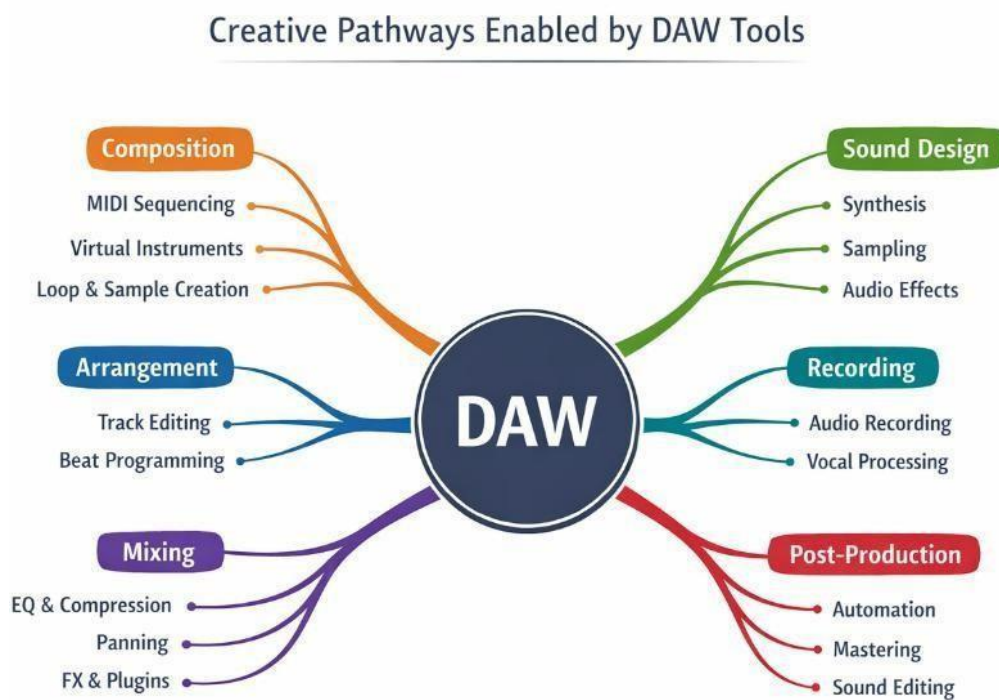 Creative Pathways Enabled by DAW Tools
Composition
MIDI Sequencing
Virtual Instruments
Loop & Sample Creation
Arrangement
Track Editing
Beat Programming
Mixing
EQ & Compression
Panning
FX & Plugins
DAW
Sound Design
Synthesis
Sampling
Audio Effects
Recording
Audio Recording
Vocal Processing
Post-Production
Automation
Mastering
Sound Editing